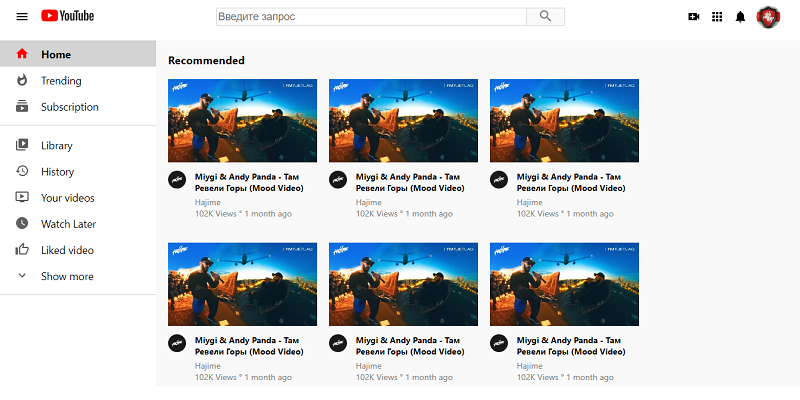 YouTube
Введите запрос
Home
Trending
Subscription
Library
History
Your videos
Watch Later
Liked video
Show more
Recommended
Miygi & Andy Panda - Там
Ревели Горы (Mood Video)
Hajime
102K Views ° 1 month ago
Miygi & Andy Panda - Там
Ревели Горы (Mood Video)
Hajime
102K Views ° 1 month ago
Miygi & Andy Panda - Там
Ревели Горы (Mood Video)
Hajime
102K Views ° 1 month ago
Miygi & Andy Panda - Там
Ревели Горы (Mood Video)
Hajime
102K Views ° 1 month ago
Miygi & Andy Panda - Там
Ревели Горы (Mood Video)
Hajime
102K Views ° 1 month ago
Miygi & Andy Panda - Там
Ревели Горы (Mood Video)
Hajime
102K Views ° 1 month ago